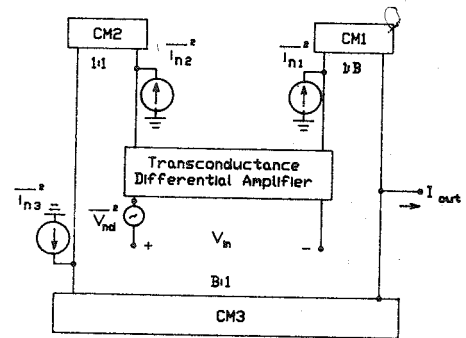 CM2
CM1
1:1
i_n2²
i_n1²
1:B
Transconductance
Differential Amplifier
i_n3²
V_nd²
I_out
+
V_in
−
B:1
CM3